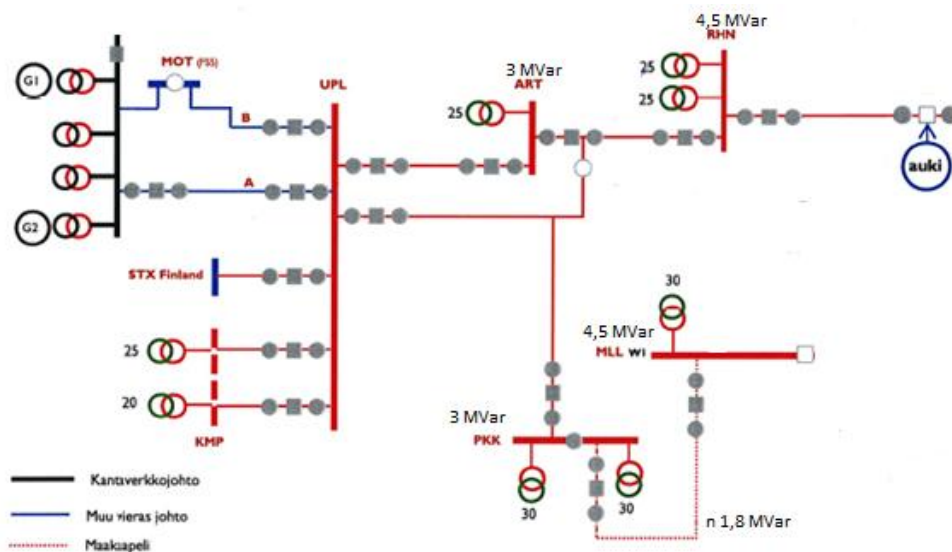 4,5 MVar
RHN
MOT (FSS)
3 MVar
UPL
ART
G1
25
25
25
B
A
auki
G2
STX Finland
30
4,5 MVar
MLL WI
25
20
3 MVar
KMP
PKK
30
30
n 1,8 MVar
Kantaverkkojohto
Muu vieras johto
Maakaapeli